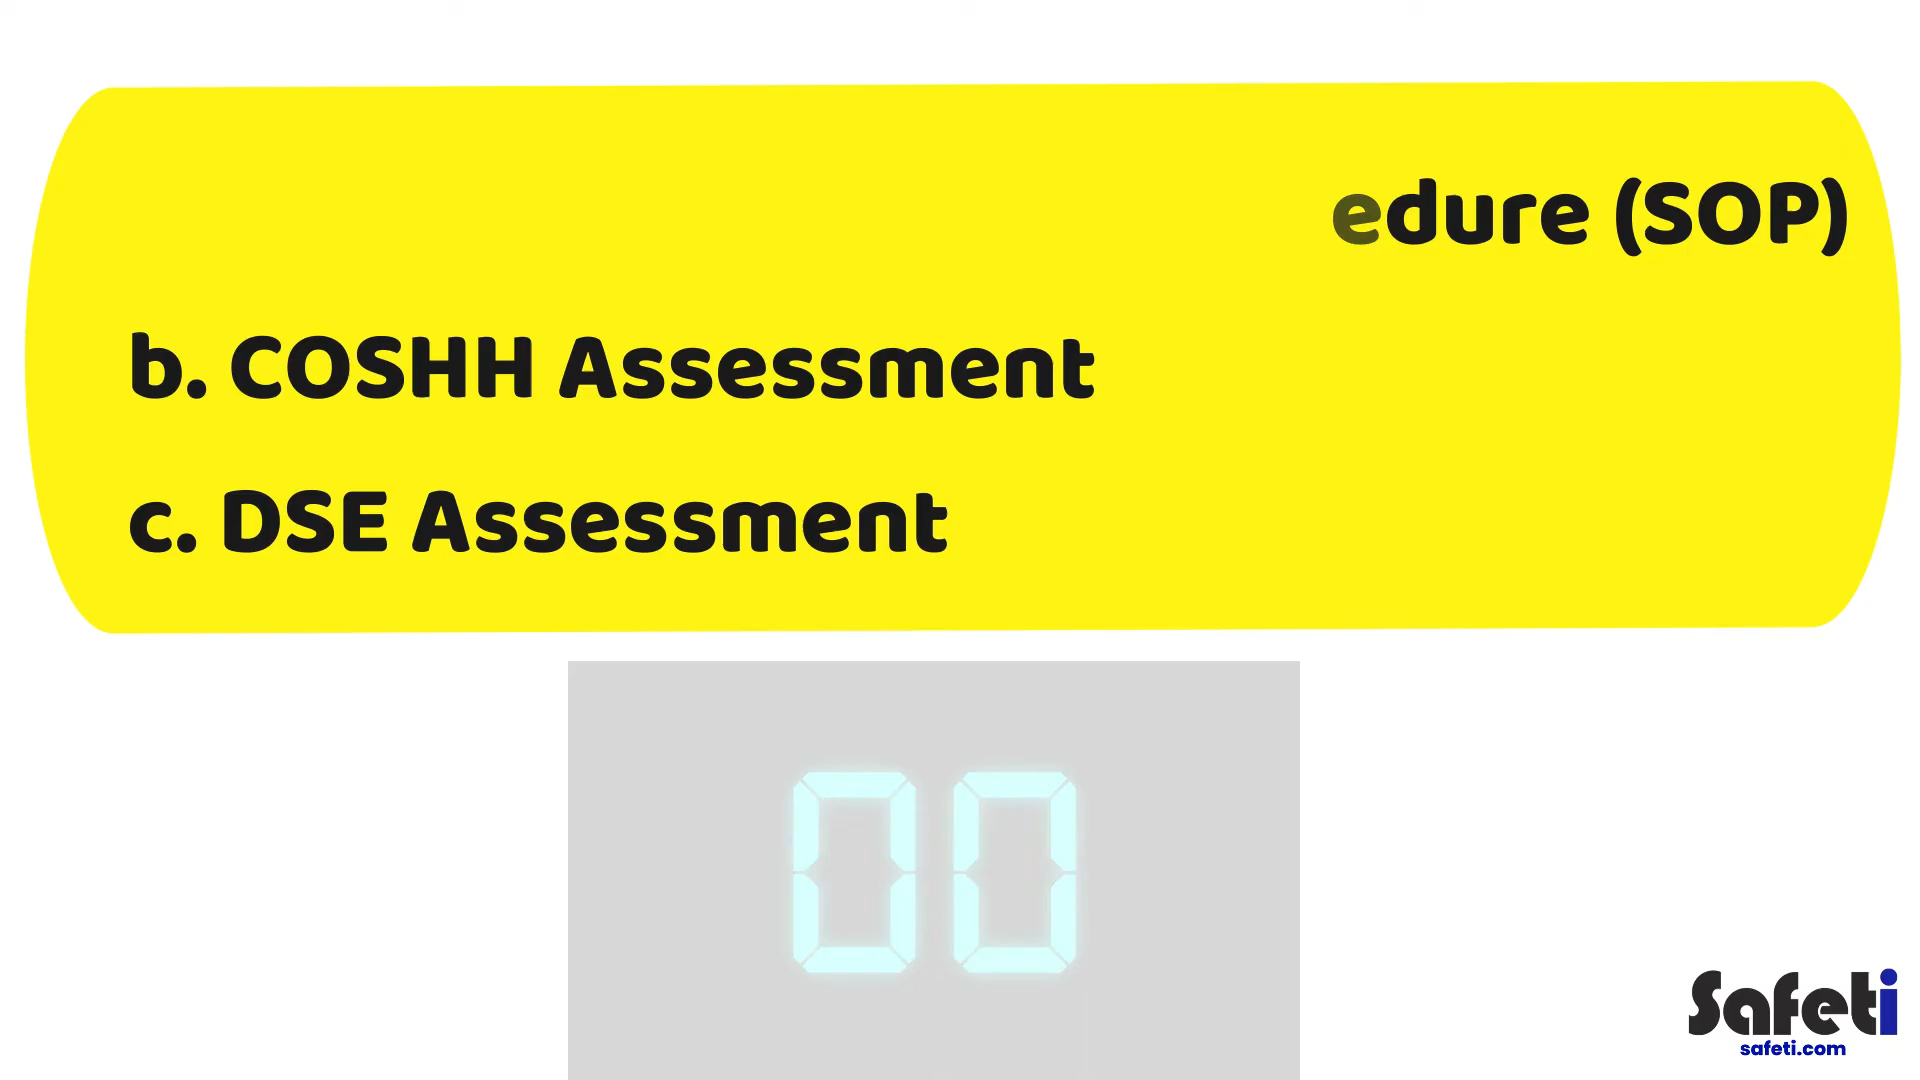 edure (SOP)
b. COSHH Assessment
c. DSE Assessment
00
Safeti
safeti.com